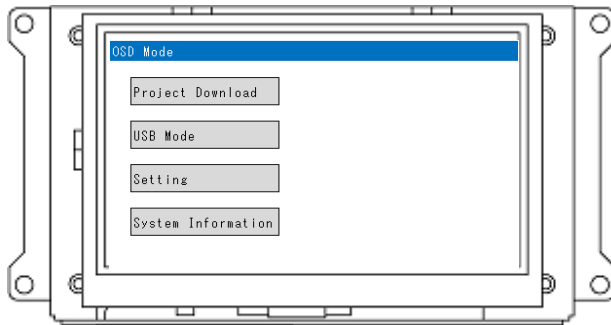 OSD Mode
Project Download
USB Mode
Setting
System Information